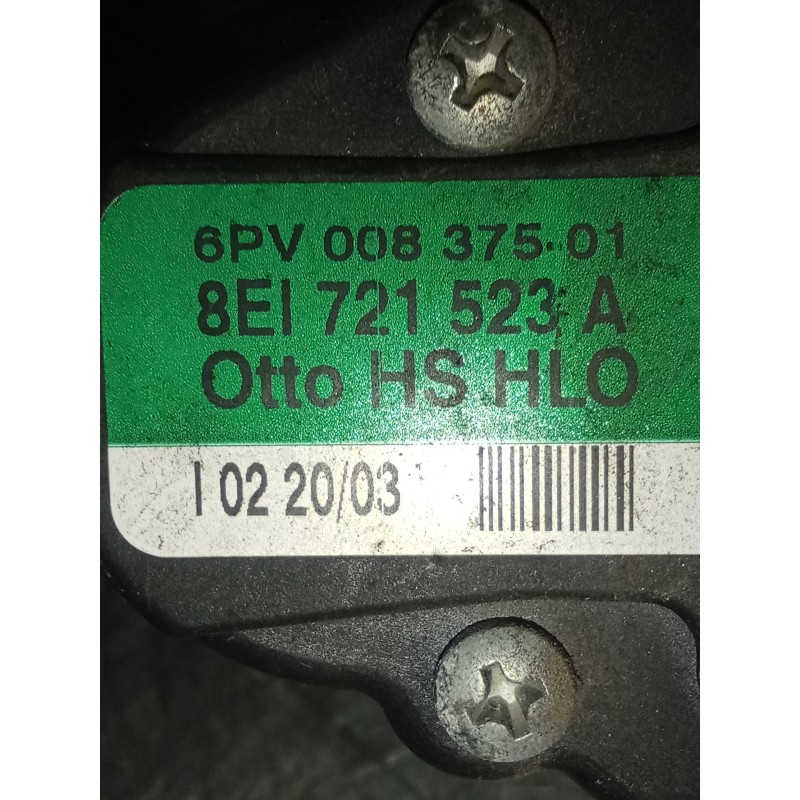 6PV 008 375-01
8E1 721 523 A
Otto HS HLO
I 02 20/03